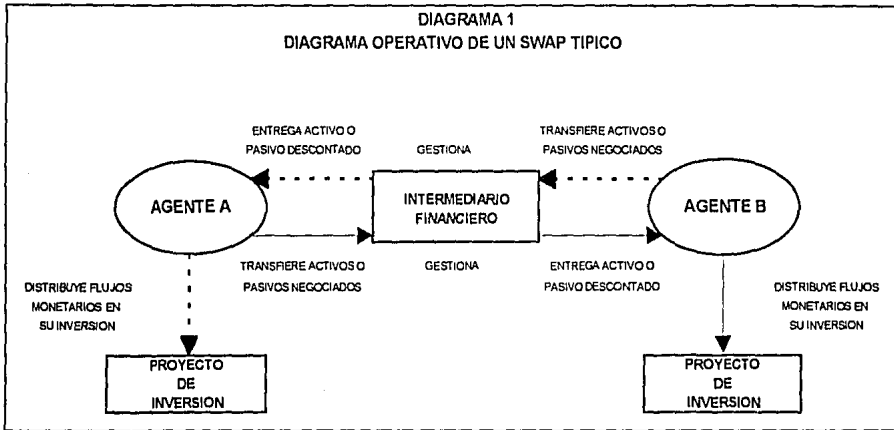 DIAGRAMA 1
DIAGRAMA OPERATIVO DE UN SWAP TIPICO
ENTREGA ACTIVO O
PASIVO DESCONTADO
GESTIONA
TRANSFIERE ACTIVOS O
PASIVOS NEGOCIADOS
AGENTE A
INTERMEDIARIO
FINANCIERO
AGENTE B
TRANSFIERE ACTIVOS O
PASIVOS NEGOCIADOS
GESTIONA
ENTREGA ACTIVO O
PASIVO DESCONTADO
DISTRIBUYE FLUJOS
MONETARIOS EN
SU INVERSION
DISTRIBUYE FLUJOS
MONETARIOS EN
SU INVERSION
PROYECTO
DE
INVERSION
PROYECTO
DE
INVERSION